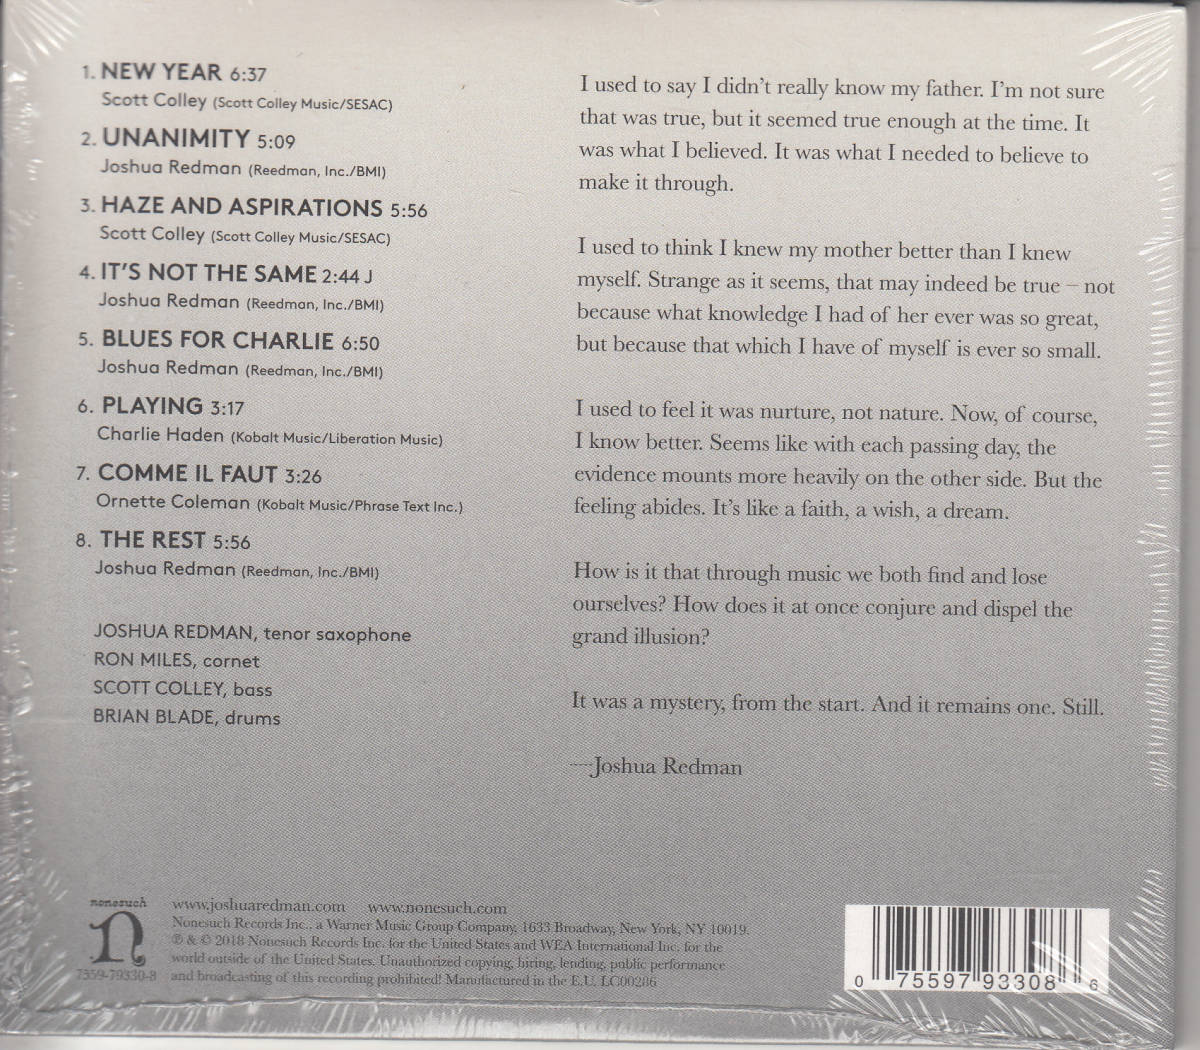 1. NEW YEAR 6:37
Scott Colley (Scott Colley Music/SESAC)
2. UNANIMITY 5:09
Joshua Redman (Reedman, Inc./BMI)
3. HAZE AND ASPIRATIONS 5:56
Scott Colley (Scott Colley Music/SESAC)
4. IT'S NOT THE SAME 2:44 J
Joshua Redman (Reedman, Inc./BMI)
5. BLUES FOR CHARLIE 6:50
Joshua Redman (Reedman, Inc./BMI)
6. PLAYING 3:17
Charlie Haden (Kobalt Music/Liberation Music)
7. COMME IL FAUT 3:26
Ornette Coleman (Kobalt Music/Phrase Text Inc.)
8. THE REST 5:56
Joshua Redman (Reedman, Inc./BMI)
JOSHUA REDMAN, tenor saxophone
RON MILES, cornet
SCOTT COLLEY, bass
BRIAN BLADE, drums
I used to say I didn't really know my father. I'm not sure
that was true, but it seemed true enough at the time. It
was what I believed. It was what I needed to believe to
make it through.
I used to think I knew my mother better than I knew
myself. Strange as it seems, that may indeed be true – not
because what knowledge I had of her ever was so great,
but because that which I have of myself is ever so small.
I used to feel it was nurture, not nature. Now, of course,
I know better. Seems like with each passing day, the
evidence mounts more heavily on the other side. But the
feeling abides. It's like a faith, a wish, a dream.
How is it that through music we both find and lose
ourselves? How does it at once conjure and dispel the
grand illusion?
It was a mystery, from the start. And it remains one. Still.
—Joshua Redman
nonesuch
n
7559-79330-8
www.joshuaredman.com www.nonesuch.com
Nonesuch Records Inc., a Warner Music Group Company, 1633 Broadway, New York, NY 10019.
℗ & © 2018 Nonesuch Records Inc. for the United States and WEA International Inc. for the
world outside of the United States. Unauthorized copying, hiring, lending, public performance
and broadcasting of this recording prohibited! Manufactured in the E.U. LC00286
0 75597 93308 6